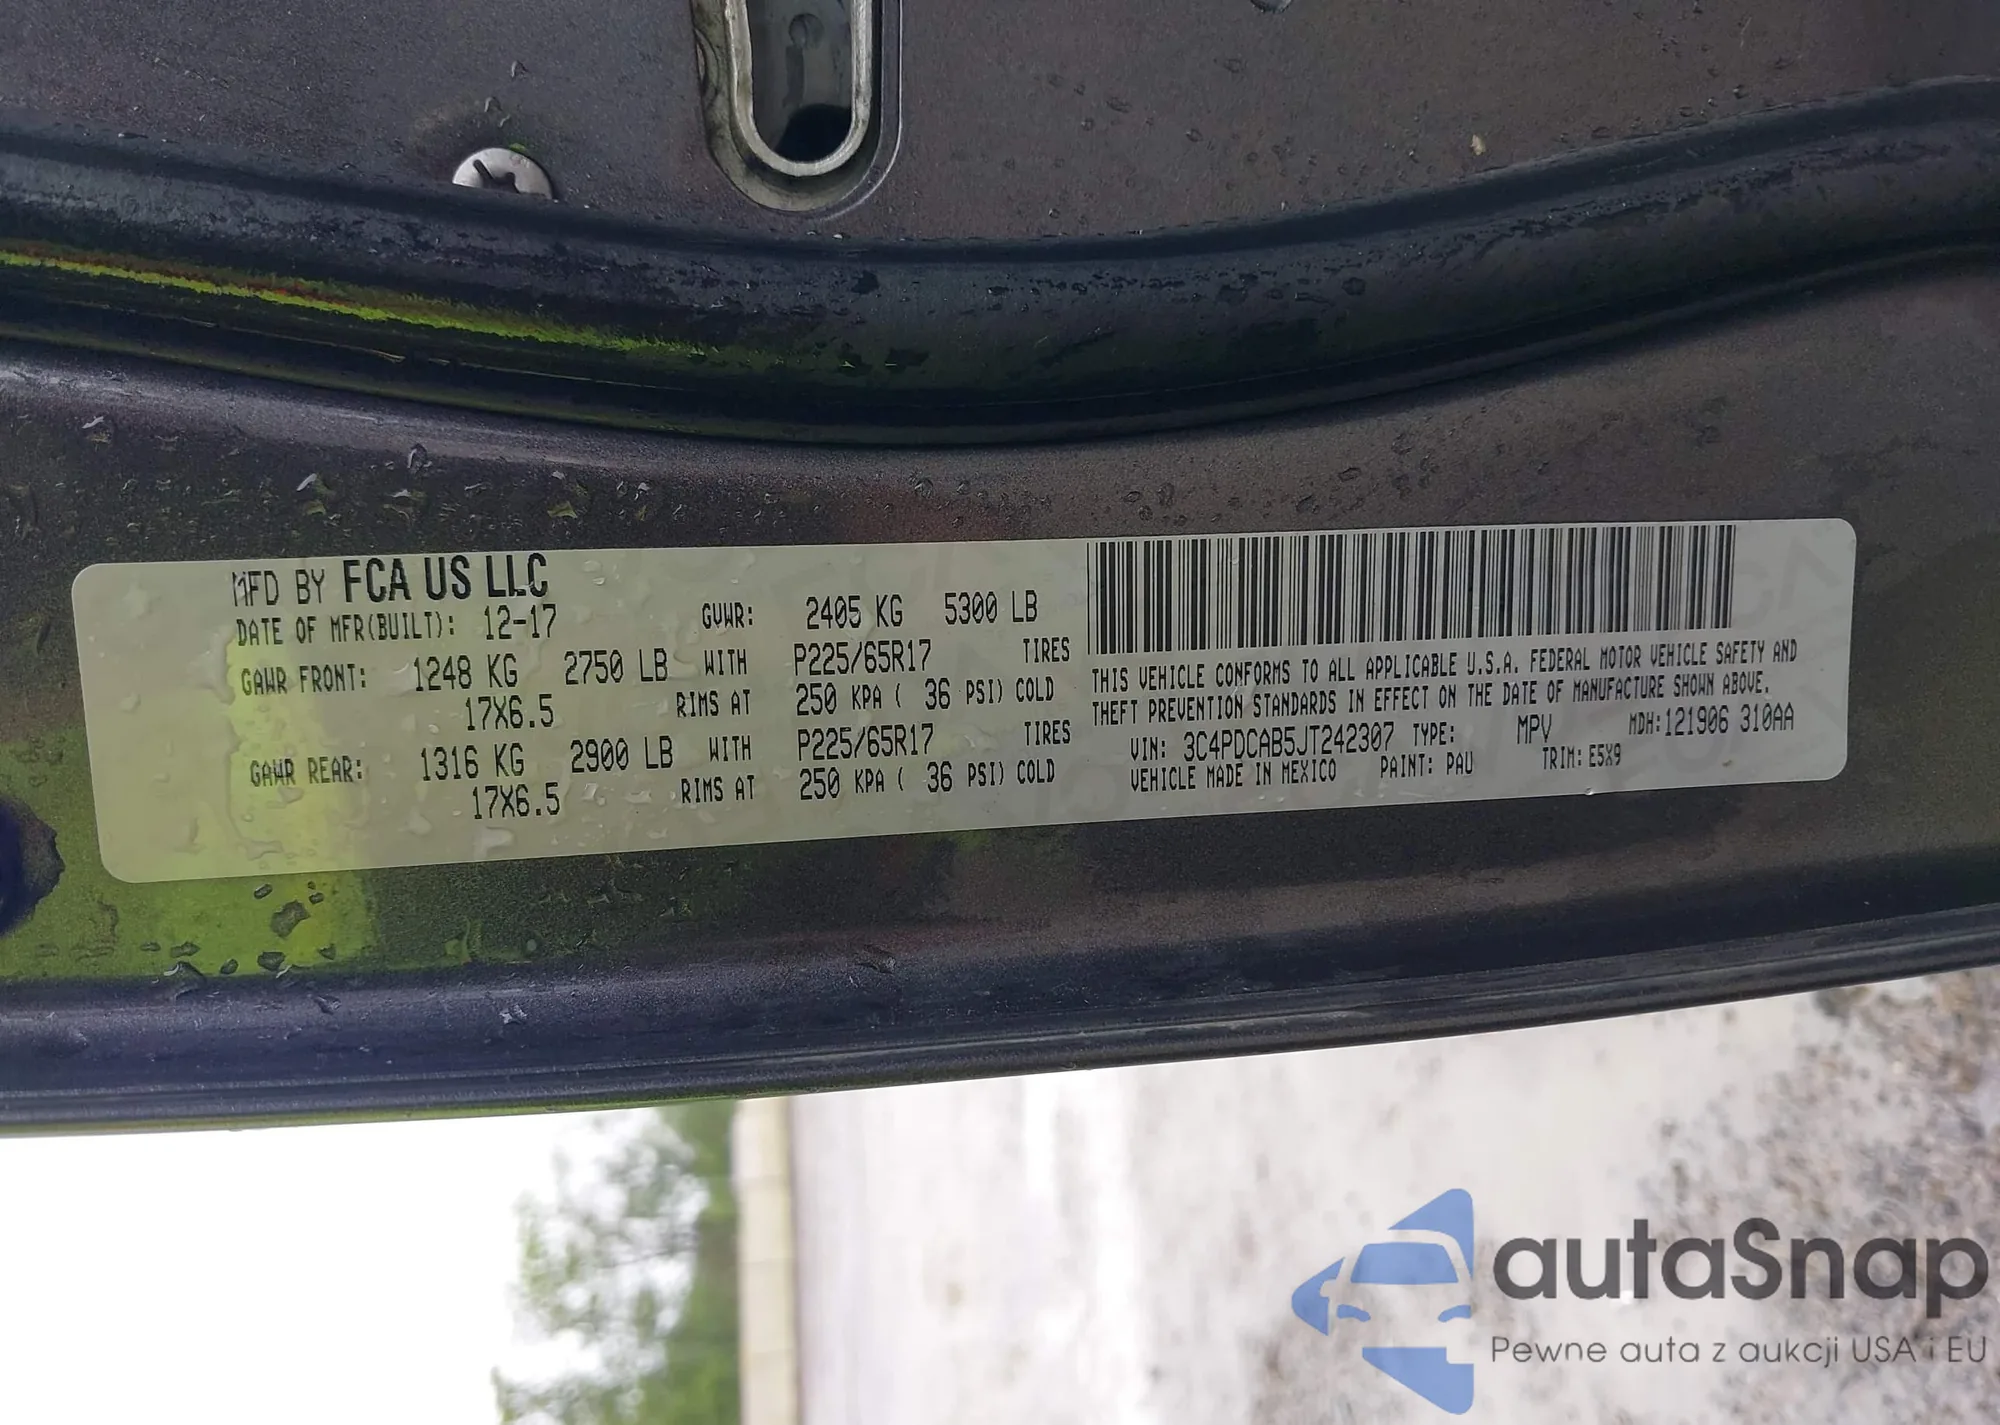 MFD BY FCA US LLC
DATE OF MFR(BUILT): 12-17 GVWR: 2405 KG 5300 LB
GAWR FRONT: 1248 KG 2750 LB WITH P225/65R17 TIRES
17X6.5 RIMS AT 250 KPA ( 36 PSI) COLD
GAWR REAR: 1316 KG 2900 LB WITH P225/65R17 TIRES
17X6.5 RIMS AT 250 KPA ( 36 PSI) COLD
THIS VEHICLE CONFORMS TO ALL APPLICABLE U.S.A. FEDERAL MOTOR VEHICLE SAFETY AND
THEFT PREVENTION STANDARDS IN EFFECT ON THE DATE OF MANUFACTURE SHOWN ABOVE.
VIN: 3C4PDCAB5JT242307 TYPE: MPV MDH:121906 310AA
VEHICLE MADE IN MEXICO PAINT: PAU TRIM: E5X9
autaSnap
Pewne auta z aukcji USA i EU